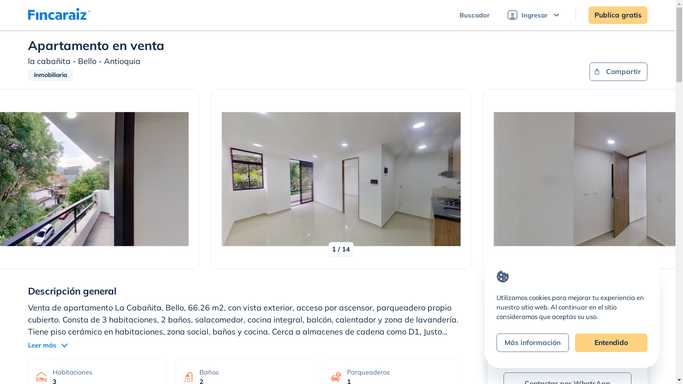 Fincaraiz
Buscador
Ingresar
Publica gratis
Apartamento en venta
la cabañita - Bello - Antioquia
Inmobiliaria
Compartir
1 / 14
Descripción general
Venta de apartamento La Cabañita, Bello, 66.26 m2, con vista exterior, acceso por ascensor, parqueadero propio
cubierto. Consta de 3 habitaciones, 2 baños, salacomedor, cocina integral, balcón, calentador y zona de lavandería.
Tiene piso cerámico en habitaciones, zona social, baños y cocina. Cerca a almacenes de cadena como D1, Justo...
Leer más
Habitaciones
3
Baños
2
Parqueaderos
1
Utilizamos cookies para mejorar tu experiencia en
nuestro sitio web. Al continuar en el sitio
consideramos que aceptas su uso.
Más información
Entendido
Contactar por WhatsApp